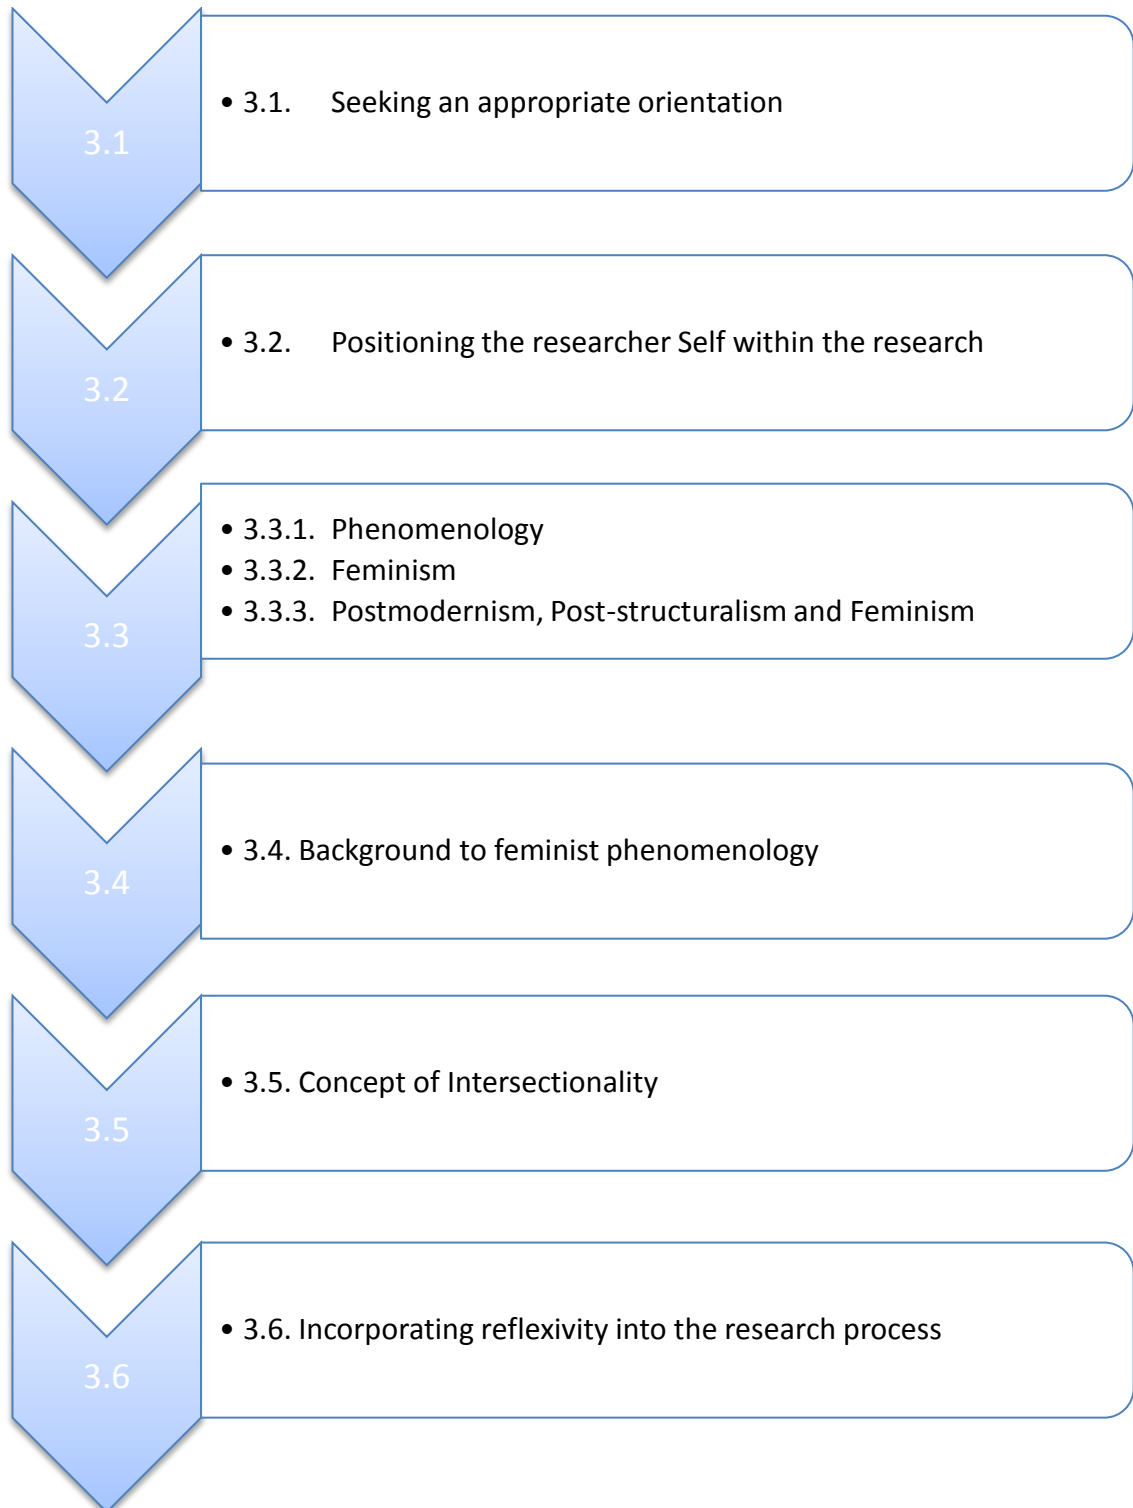 3.1
• 3.1. Seeking an appropriate orientation
3.2
• 3.2. Positioning the researcher Self within the research
3.3
• 3.3.1. Phenomenology
• 3.3.2. Feminism
• 3.3.3. Postmodernism, Post-structuralism and Feminism
3.4
• 3.4. Background to feminist phenomenology
3.5
• 3.5. Concept of Intersectionality
3.6
• 3.6. Incorporating reflexivity into the research process